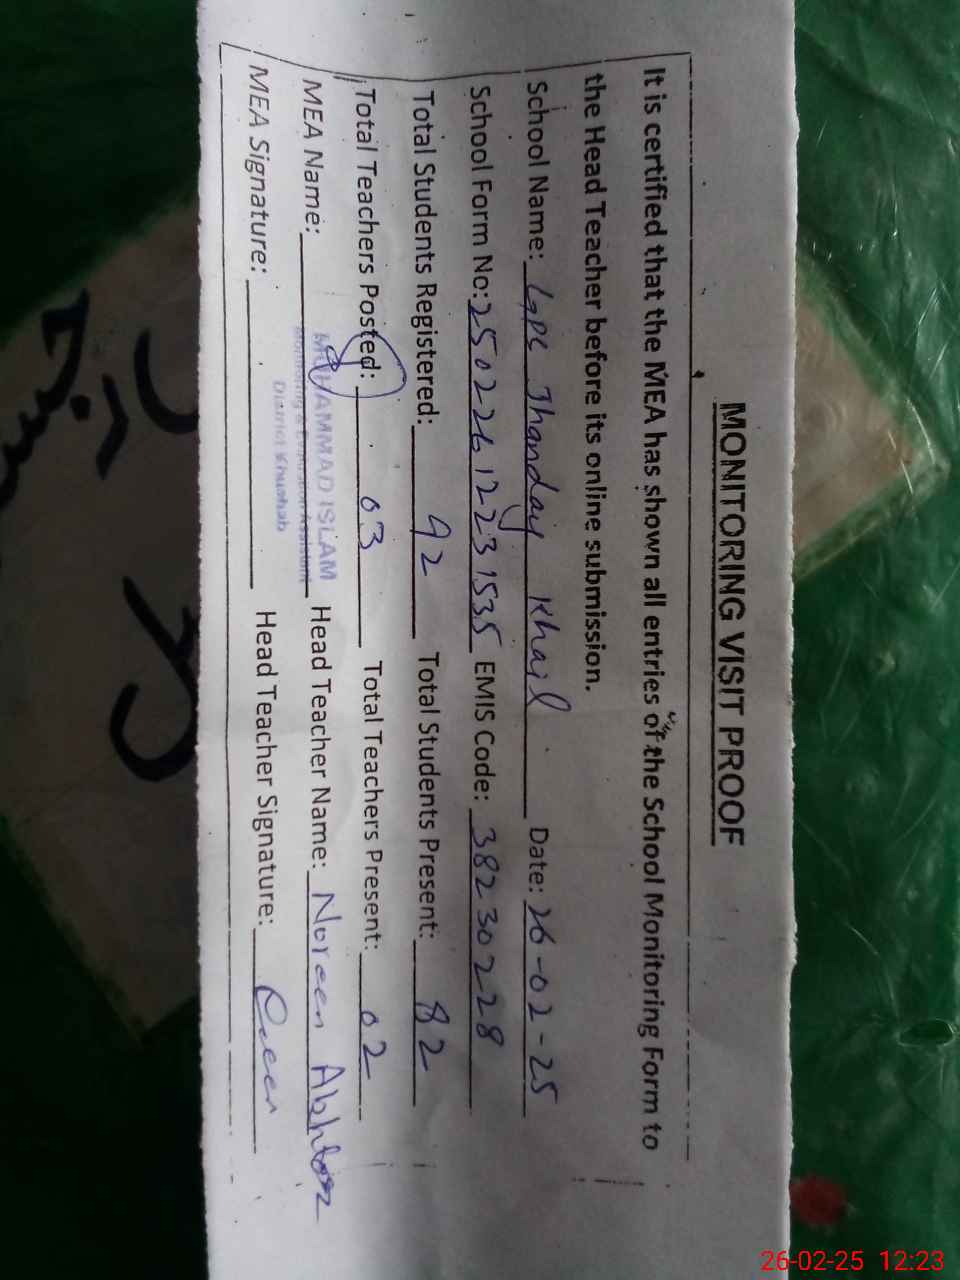 MONITORING VISIT PROOF
It is certified that the MEA has shown all entries of the School Monitoring Form to
the Head Teacher before its online submission.
School Name: GPC Jhanday Khail Date: 26-02-25
School Form No: 25022612231535 EMIS Code: 38230228
Total Students Registered: 92 Total Students Present: 82
Total Teachers Posted: 03 Total Teachers Present: 02
MEA Name: MUHAMMAD ISLAM Head Teacher Name: Noreen Akhtar
Monitoring & Evaluation Assistant
District Khushab
MEA Signature: Head Teacher Signature:
26-02-25 12:23